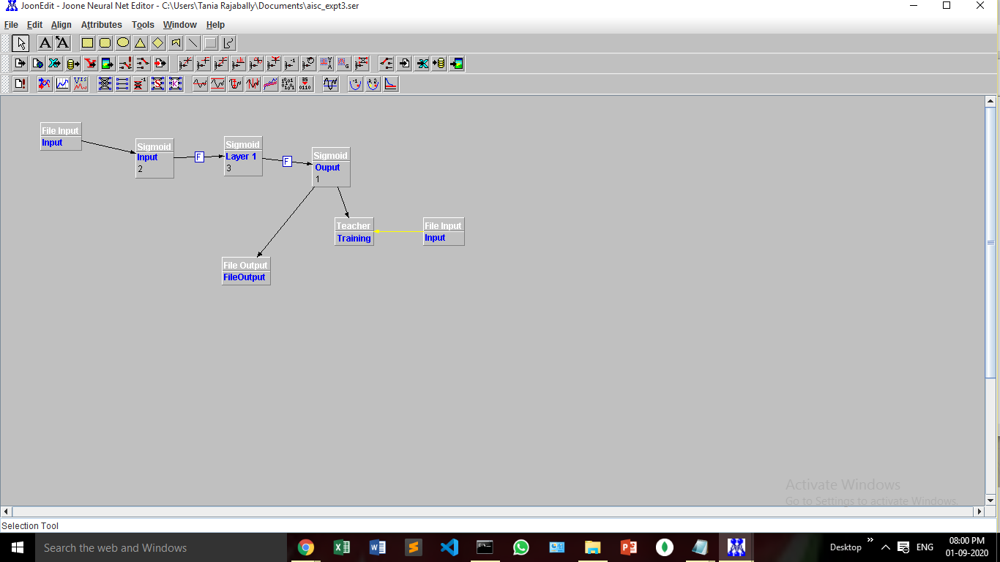 JoonEdit - Joone Neural Net Editor - C:\Users\Tania Rajabally\Documents\aisc_expt3.ser
File Edit Align Attributes Tools Window Help
A A
File Input
Input
Sigmoid
Input
2
F
Sigmoid
Layer 1
3
F
Sigmoid
Ouput
1
Teacher
Training
File Input
Input
File Output
FileOutput
Activate Windows
Go to Settings to activate Windows.
Selection Tool
Search the web and Windows
Desktop
ENG
08:00 PM
01-09-2020